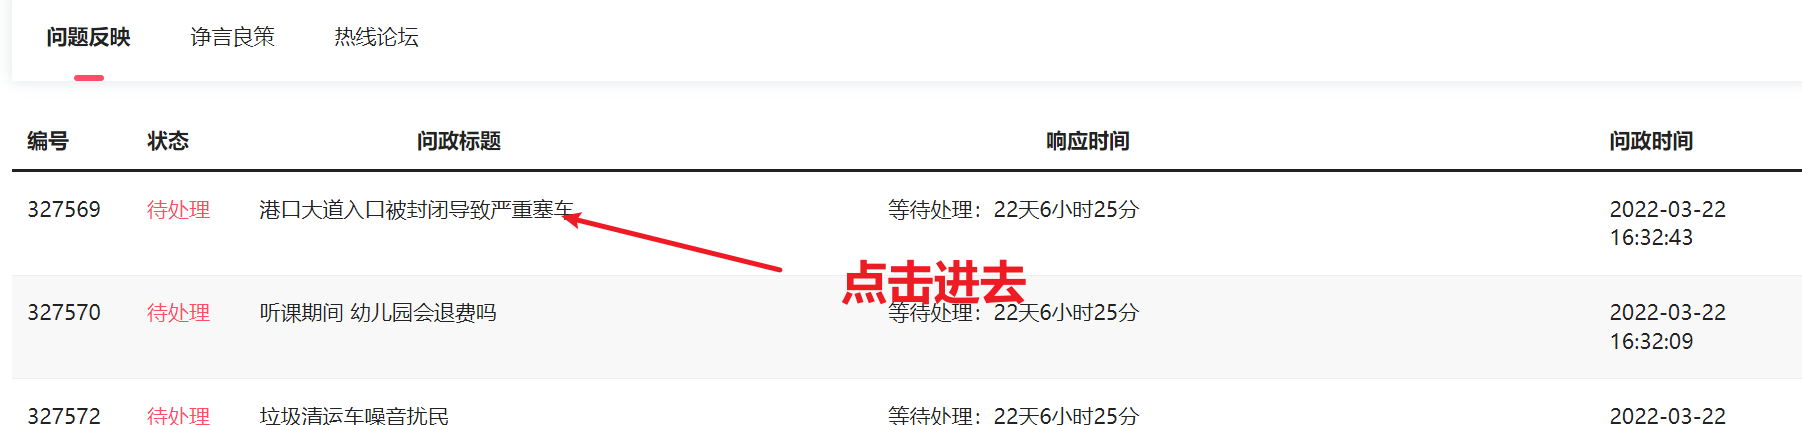 问题反映 诤言良策 热线论坛
编号 状态 问政标题 响应时间 问政时间
327569 待处理 港口大道入口被封闭导致严重塞车 等待处理：22天6小时25分 2022-03-22
16:32:43
点击进去
327570 待处理 听课期间 幼儿园会退费吗 等待处理：22天6小时25分 2022-03-22
16:32:09
327572 待处理 垃圾清运车噪音扰民 等待处理：22天6小时25分 2022-03-22